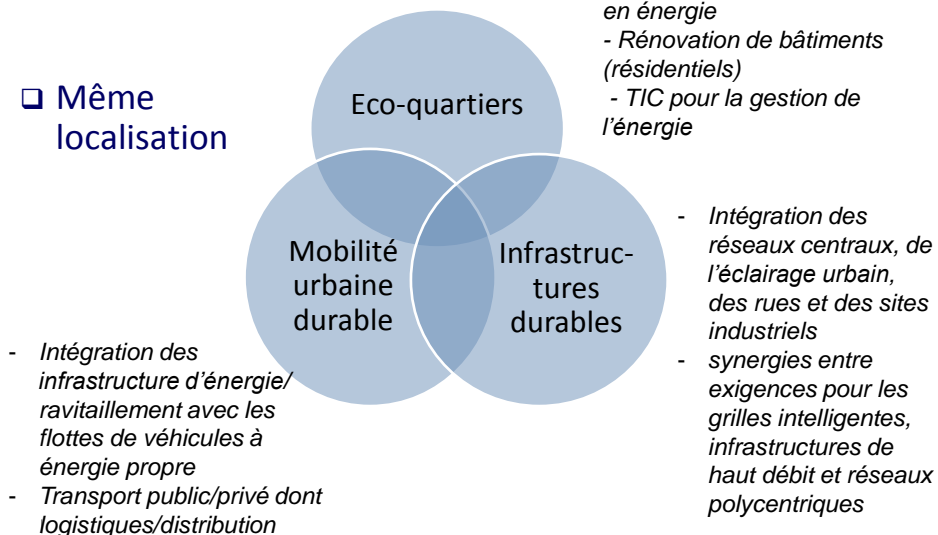 en énergie
- Rénovation de bâtiments
(résidentiels)
- TIC pour la gestion de
l'énergie
❑ Même
localisation
Eco-quartiers
Mobilité
urbaine
durable
Infrastruc-
tures
durables
- Intégration des
réseaux centraux, de
l'éclairage urbain,
des rues et des sites
industriels
- synergies entre
exigences pour les
grilles intelligentes,
infrastructures de
haut débit et réseaux
polycentriques
- Intégration des
infrastructure d'énergie/
ravitaillement avec les
flottes de véhicules à
énergie propre
- Transport public/privé dont
logistiques/distribution